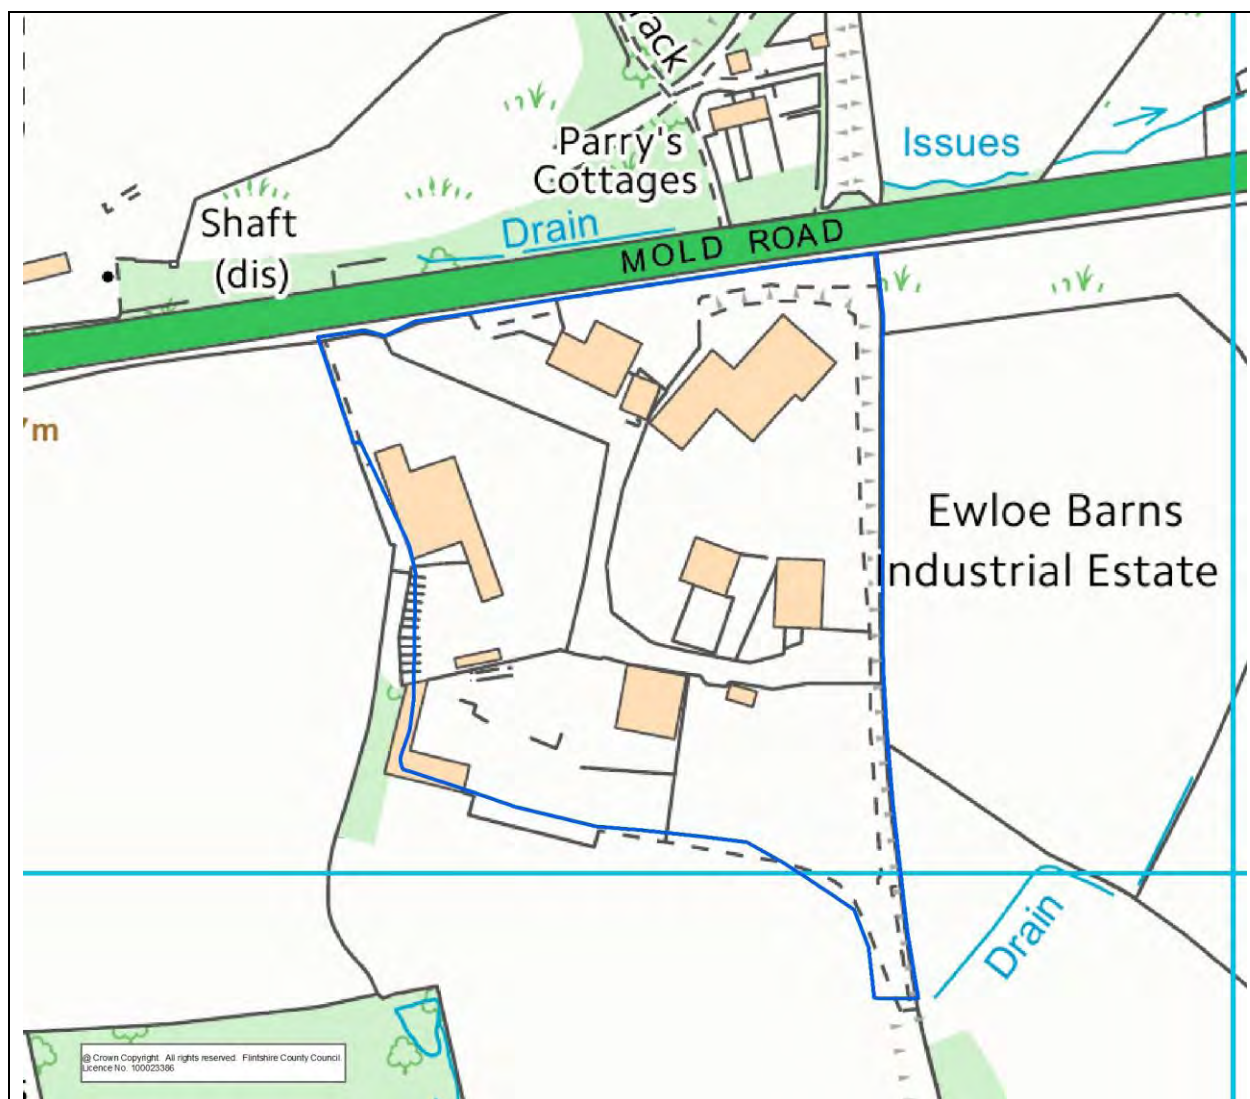 rack
Parry's
Cottages
Issues
Shaft
(dis)
Drain
MOLD ROAD
m
Ewloe Barns
Industrial Estate
Drain
@ Crown Copyright. All rights reserved. Flintshire County Council.
Licence No. 100023386